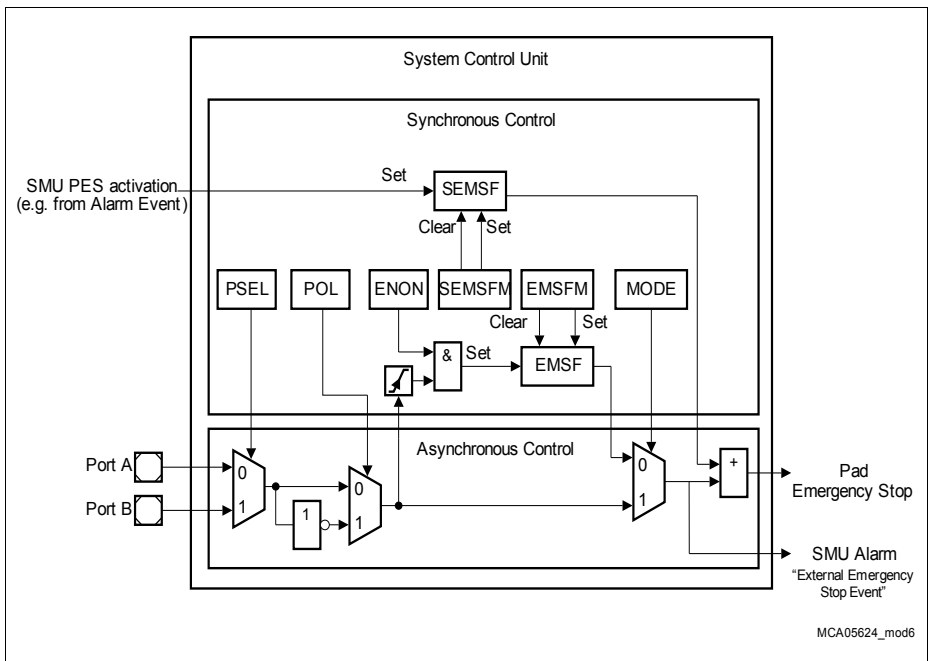 System Control Unit
Synchronous Control
SMU PES activation
(e.g. from Alarm Event)
Set
SEMSF
Clear
Set
PSEL
POL
ENON
SEMSFM
EMSFM
MODE
Clear
Set
&
Set
EMSF
Asynchronous Control
Port A
Port B
0
1
1
0
1
0
1
+
Pad
Emergency Stop
SMU Alarm
“External Emergency
Stop Event”
MCA05624_mod6